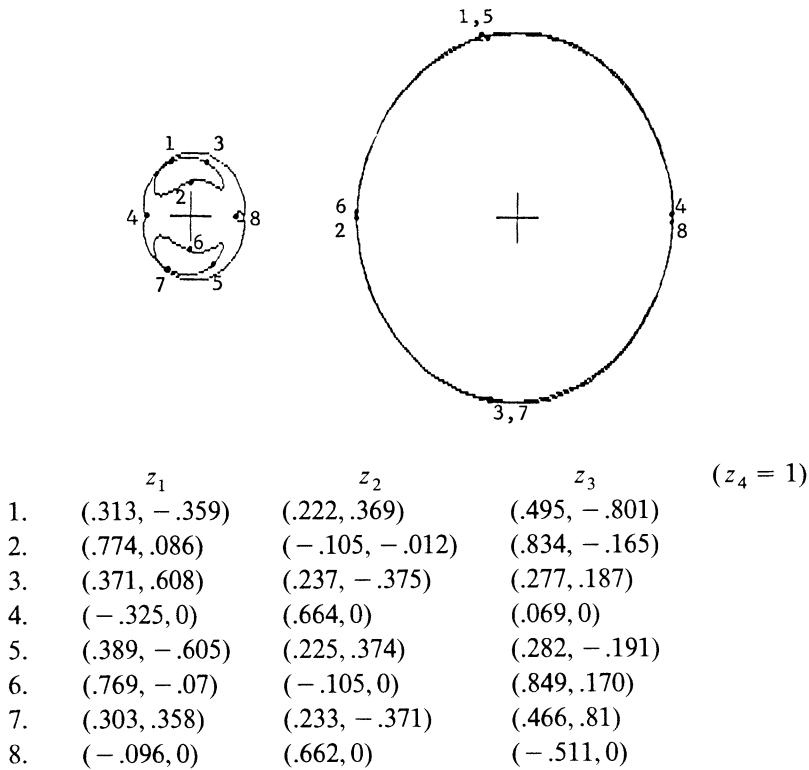 1,5
1 3
2
4 8
6
7 5
6 4
2 8
3,7
z1 z2 z3 (z4 = 1)
1. (.313, −.359) (.222, .369) (.495, −.801)
2. (.774, .086) (−.105, −.012) (.834, −.165)
3. (.371, .608) (.237, −.375) (.277, .187)
4. (−.325, 0) (.664, 0) (.069, 0)
5. (.389, −.605) (.225, .374) (.282, −.191)
6. (.769, −.07) (−.105, 0) (.849, .170)
7. (.303, .358) (.233, −.371) (.466, .81)
8. (−.096, 0) (.662, 0) (−.511, 0)